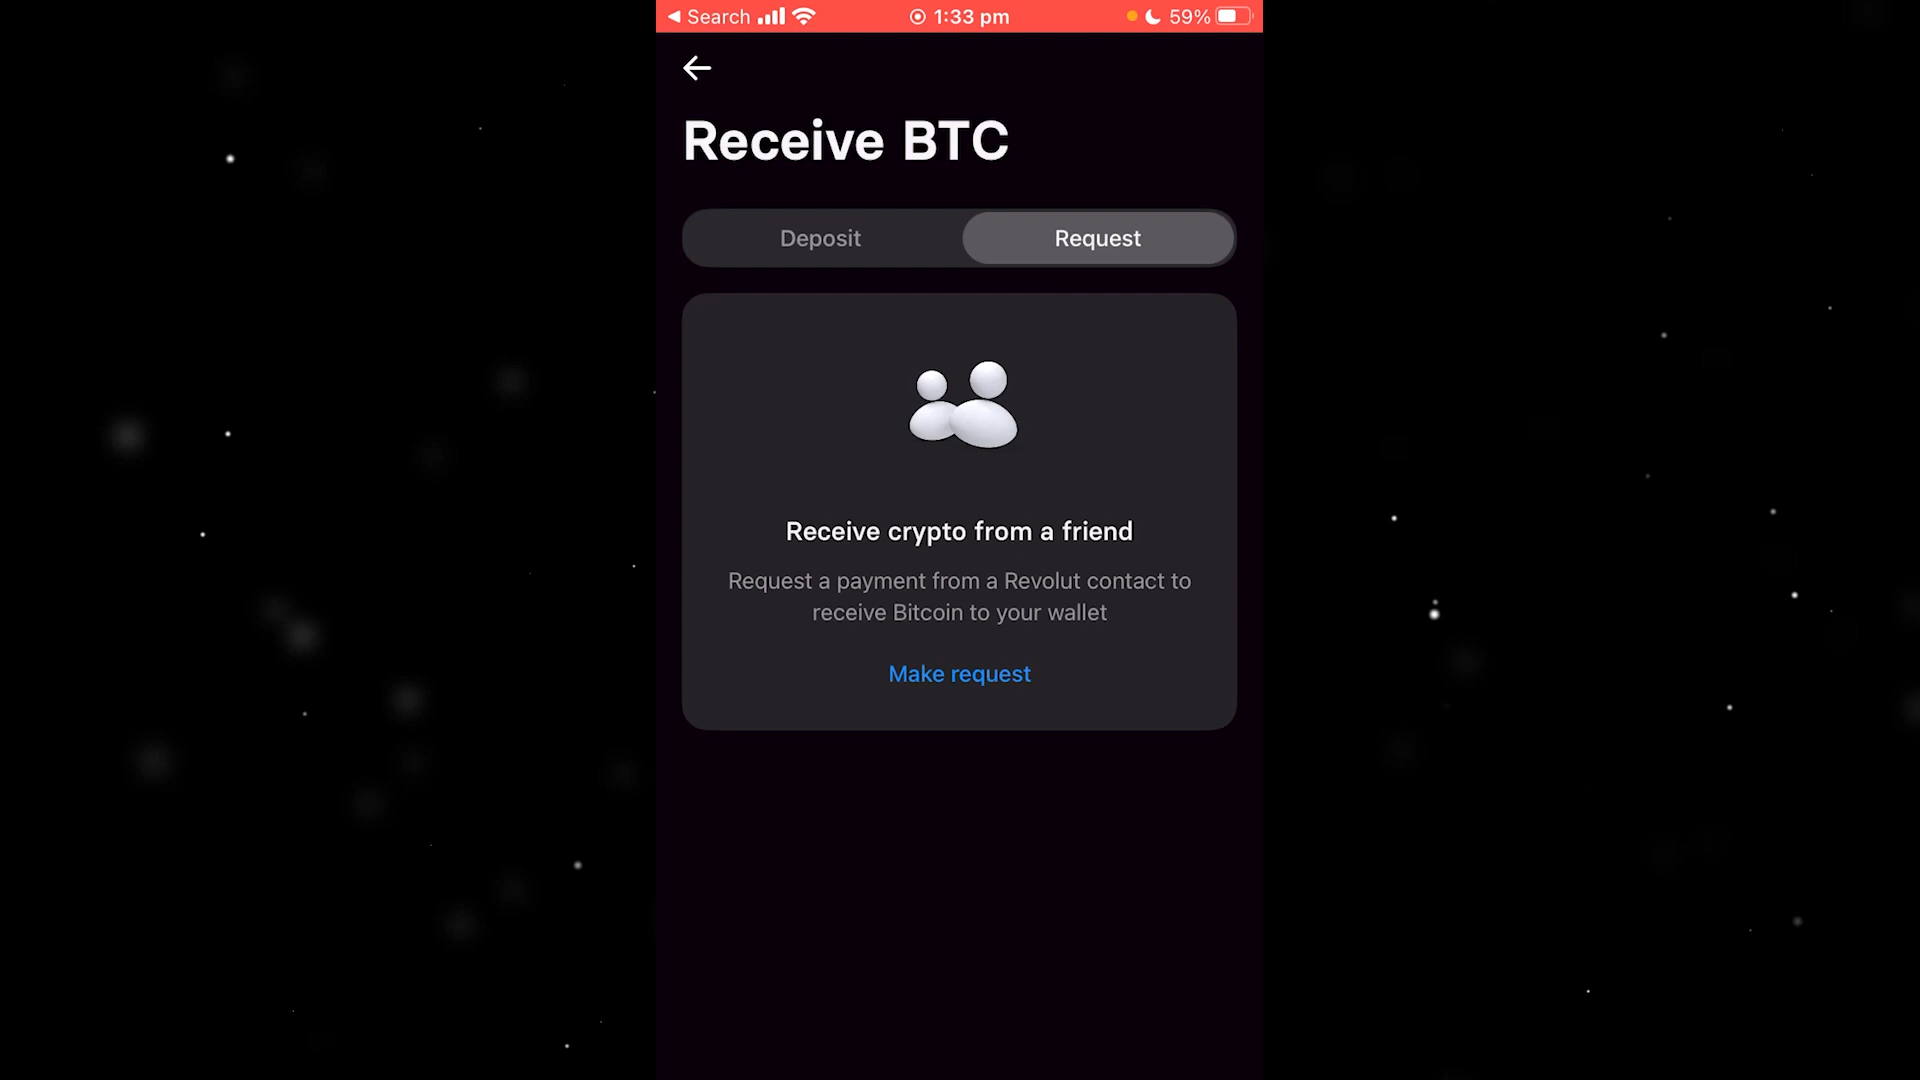 Search
1:33 pm
59%
Receive BTC
Deposit
Request
Receive crypto from a friend
Request a payment from a Revolut contact to
receive Bitcoin to your wallet
Make request